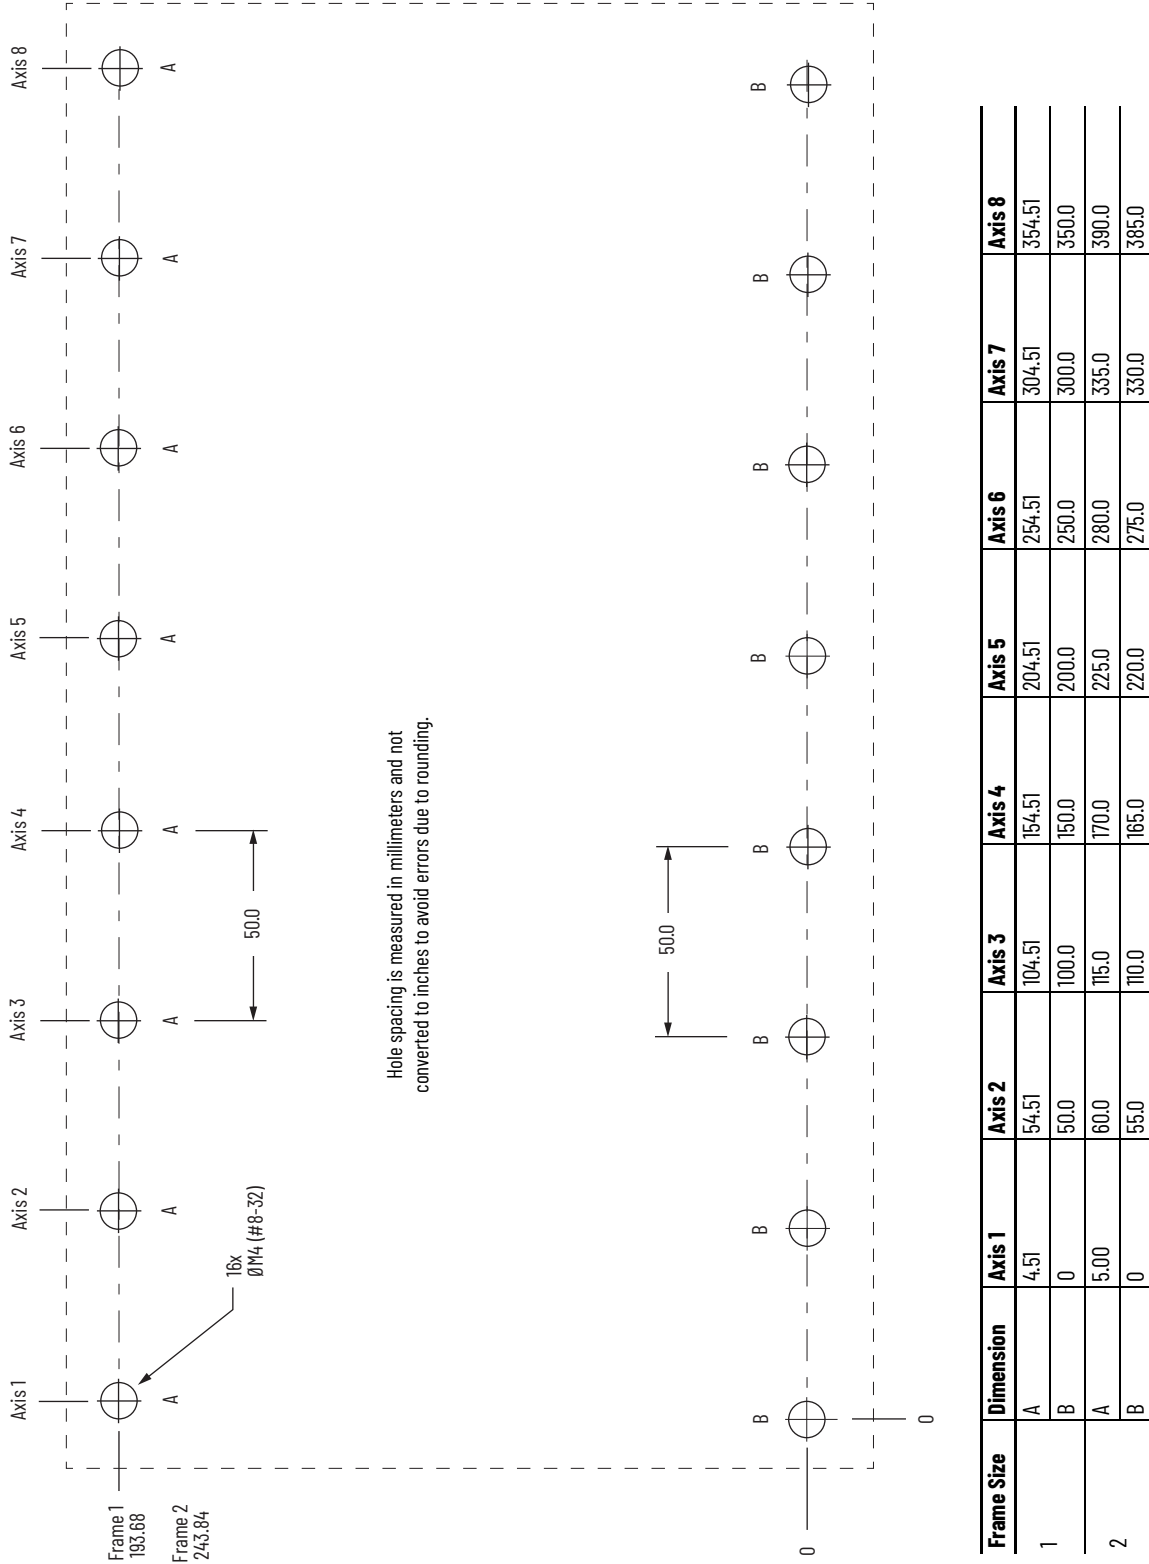 Axis 1
Axis 2
Axis 3
Axis 4
Axis 5
Axis 6
Axis 7
Axis 8
Frame 1
193.68
Frame 2
243.84
A
A
A
A
A
A
A
A
16x
ØM4 (#8-32)
50.0
Hole spacing is measured in millimeters and not
converted to inches to avoid errors due to rounding.
50.0
B
B
B
B
B
B
B
B
0
0
Frame Size Dimension Axis 1 Axis 2 Axis 3 Axis 4 Axis 5 Axis 6 Axis 7 Axis 8
1 A 4.51 54.51 104.51 154.51 204.51 254.51 304.51 354.51
B 0 50.0 100.0 150.0 200.0 250.0 300.0 350.0
2 A 5.00 60.0 115.0 170.0 225.0 280.0 335.0 390.0
B 0 55.0 110.0 165.0 220.0 275.0 330.0 385.0